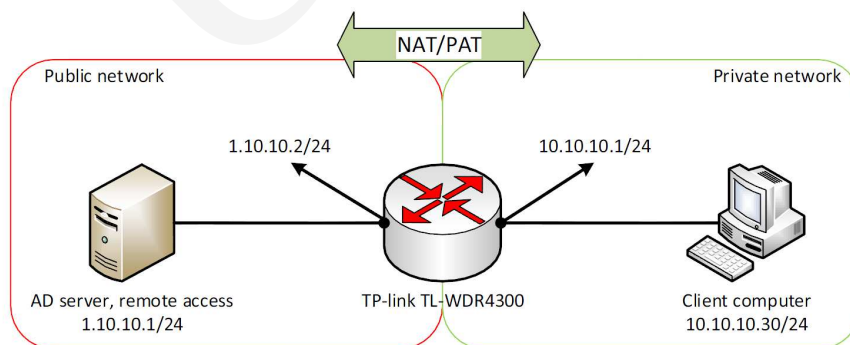 NAT/PAT
Public network
Private network
1.10.10.2/24
10.10.10.1/24
AD server, remote access
1.10.10.1/24
TP-link TL-WDR4300
Client computer
10.10.10.30/24